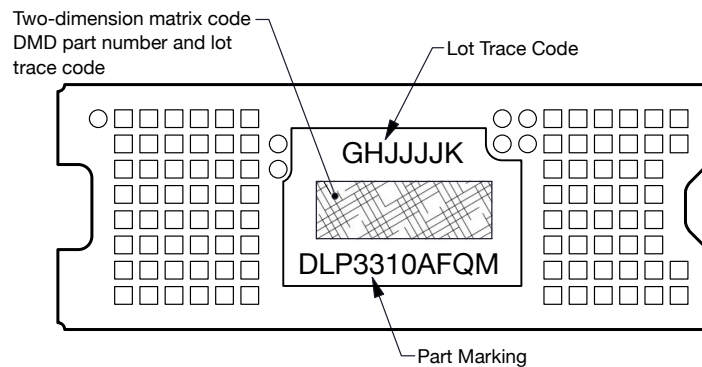 Two-dimension matrix code
DMD part number and lot
trace code
Lot Trace Code
GHJJJJK
DLP3310AFQM
Part Marking